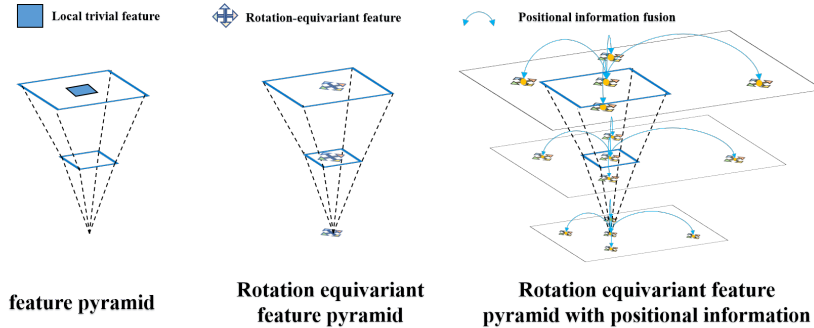 Local trivial feature
Rotation-equivariant feature
Positional information fusion
feature pyramid
Rotation equivariant
feature pyramid
Rotation equivariant feature
pyramid with positional information